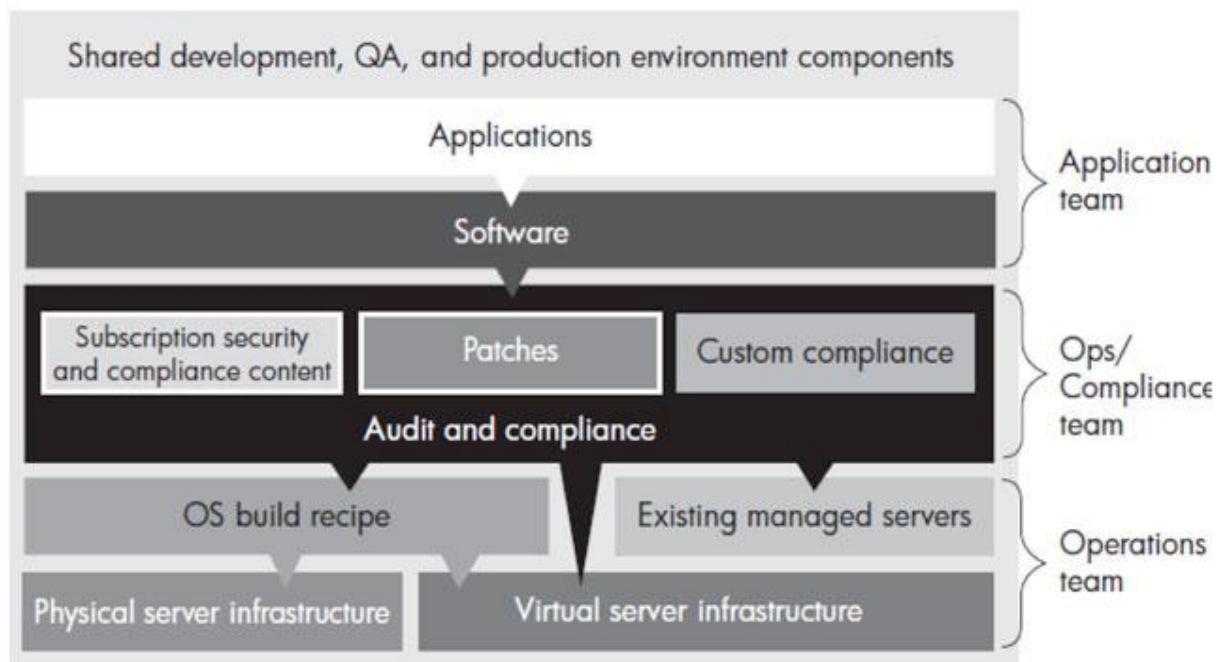 Shared development, QA, and production environment components
Applications
Application
team
Software
Subscription security
and compliance content
Patches
Custom compliance
Audit and compliance
Ops/
Compliance
team
OS build recipe
Existing managed servers
Physical server infrastructure
Virtual server infrastructure
Operations
team